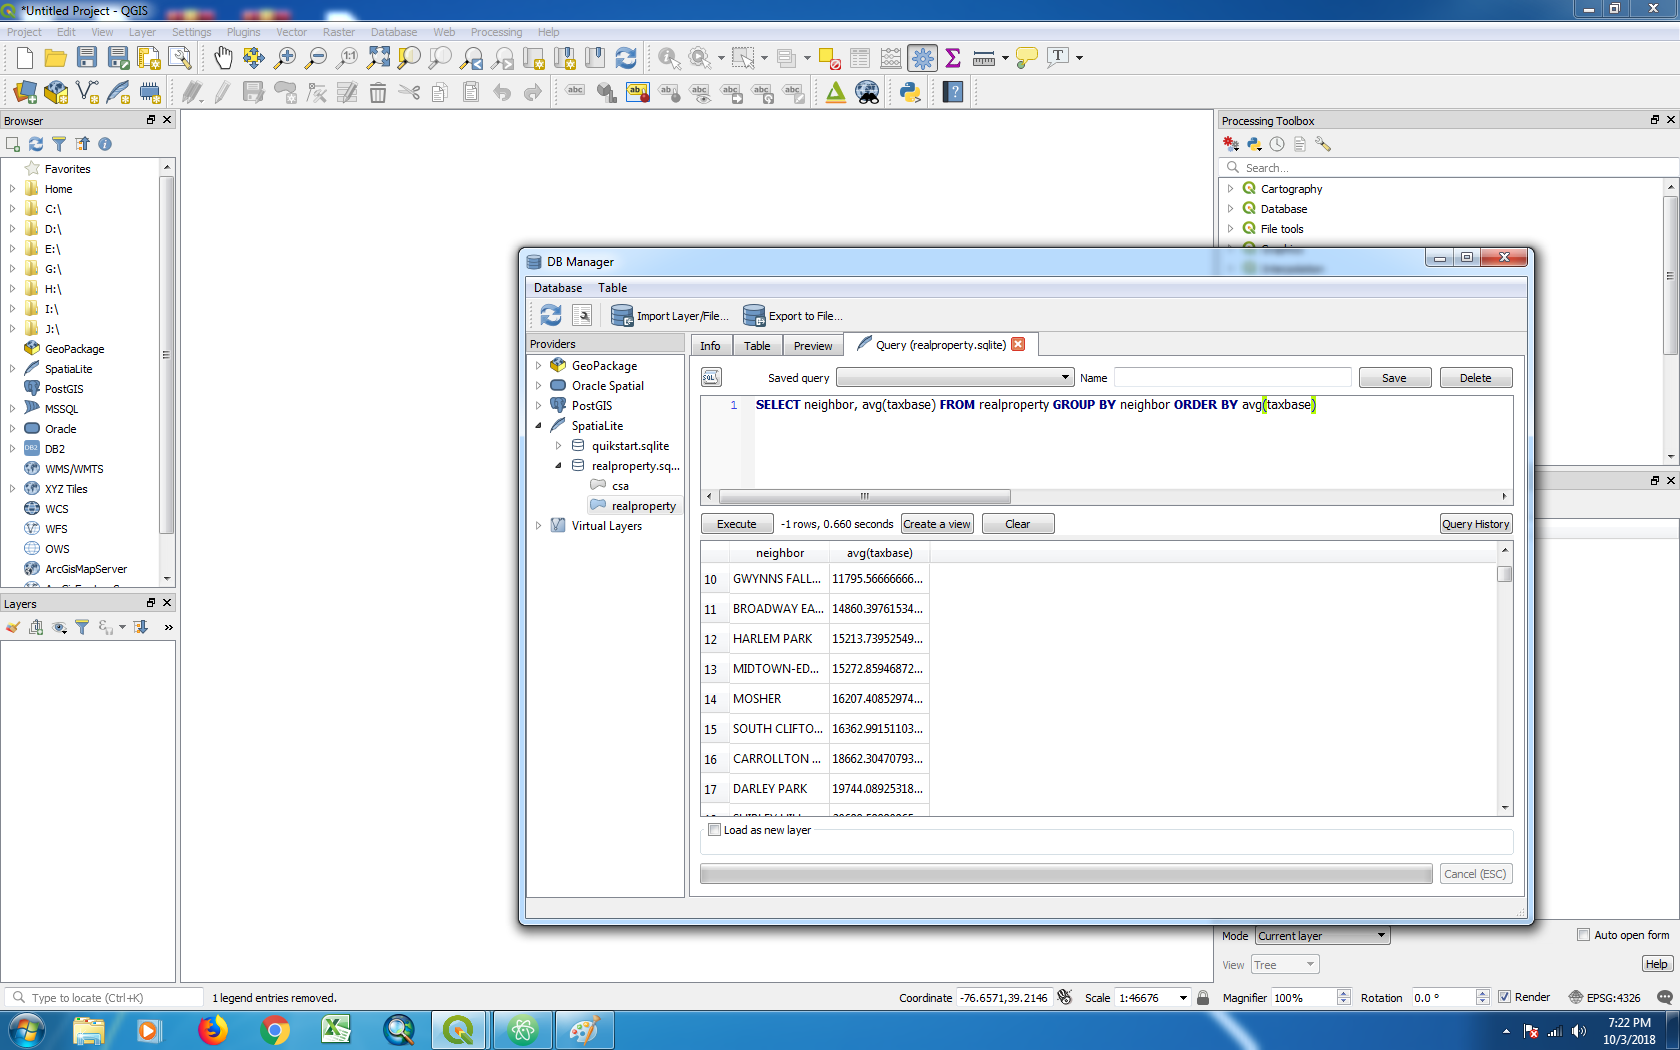 *Untitled Project - QGIS
Project Edit View Layer Settings Plugins Vector Raster Database Web Processing Help
Browser
Favorites
Home
C:\
D:\
E:\
G:\
H:\
I:\
J:\
GeoPackage
SpatiaLite
PostGIS
MSSQL
Oracle
DB2
WMS/WMTS
XYZ Tiles
WCS
WFS
OWS
ArcGisMapServer
Layers
Processing Toolbox
Search...
Cartography
Database
File tools
DB Manager
Database Table
Import Layer/File... Export to File...
Providers
GeoPackage
Oracle Spatial
PostGIS
SpatiaLite
quikstart.sqlite
realproperty.sq...
csa
realproperty
Virtual Layers
Info Table Preview Query (realproperty.sqlite)
SQL Saved query Name Save Delete
1 SELECT neighbor, avg(taxbase) FROM realproperty GROUP BY neighbor ORDER BY avg(taxbase)
Execute -1 rows, 0.660 seconds Create a view Clear Query History
neighbor avg(taxbase)
10 GWYNNS FALL... 11795.56666666...
11 BROADWAY EA... 14860.39761534...
12 HARLEM PARK 15213.73952549...
13 MIDTOWN-ED... 15272.85946872...
14 MOSHER 16207.40852974...
15 SOUTH CLIFTO... 16362.99151103...
16 CARROLLTON ... 18662.30470793...
17 DARLEY PARK 19744.08925318...
Load as new layer
Cancel (ESC)
Mode Current layer Auto open form
View Tree Help
Type to locate (Ctrl+K) 1 legend entries removed. Coordinate -76.6571,39.2146 Scale 1:46676 Magnifier 100% Rotation 0.0 ° Render EPSG:4326
7:22 PM
10/3/2018